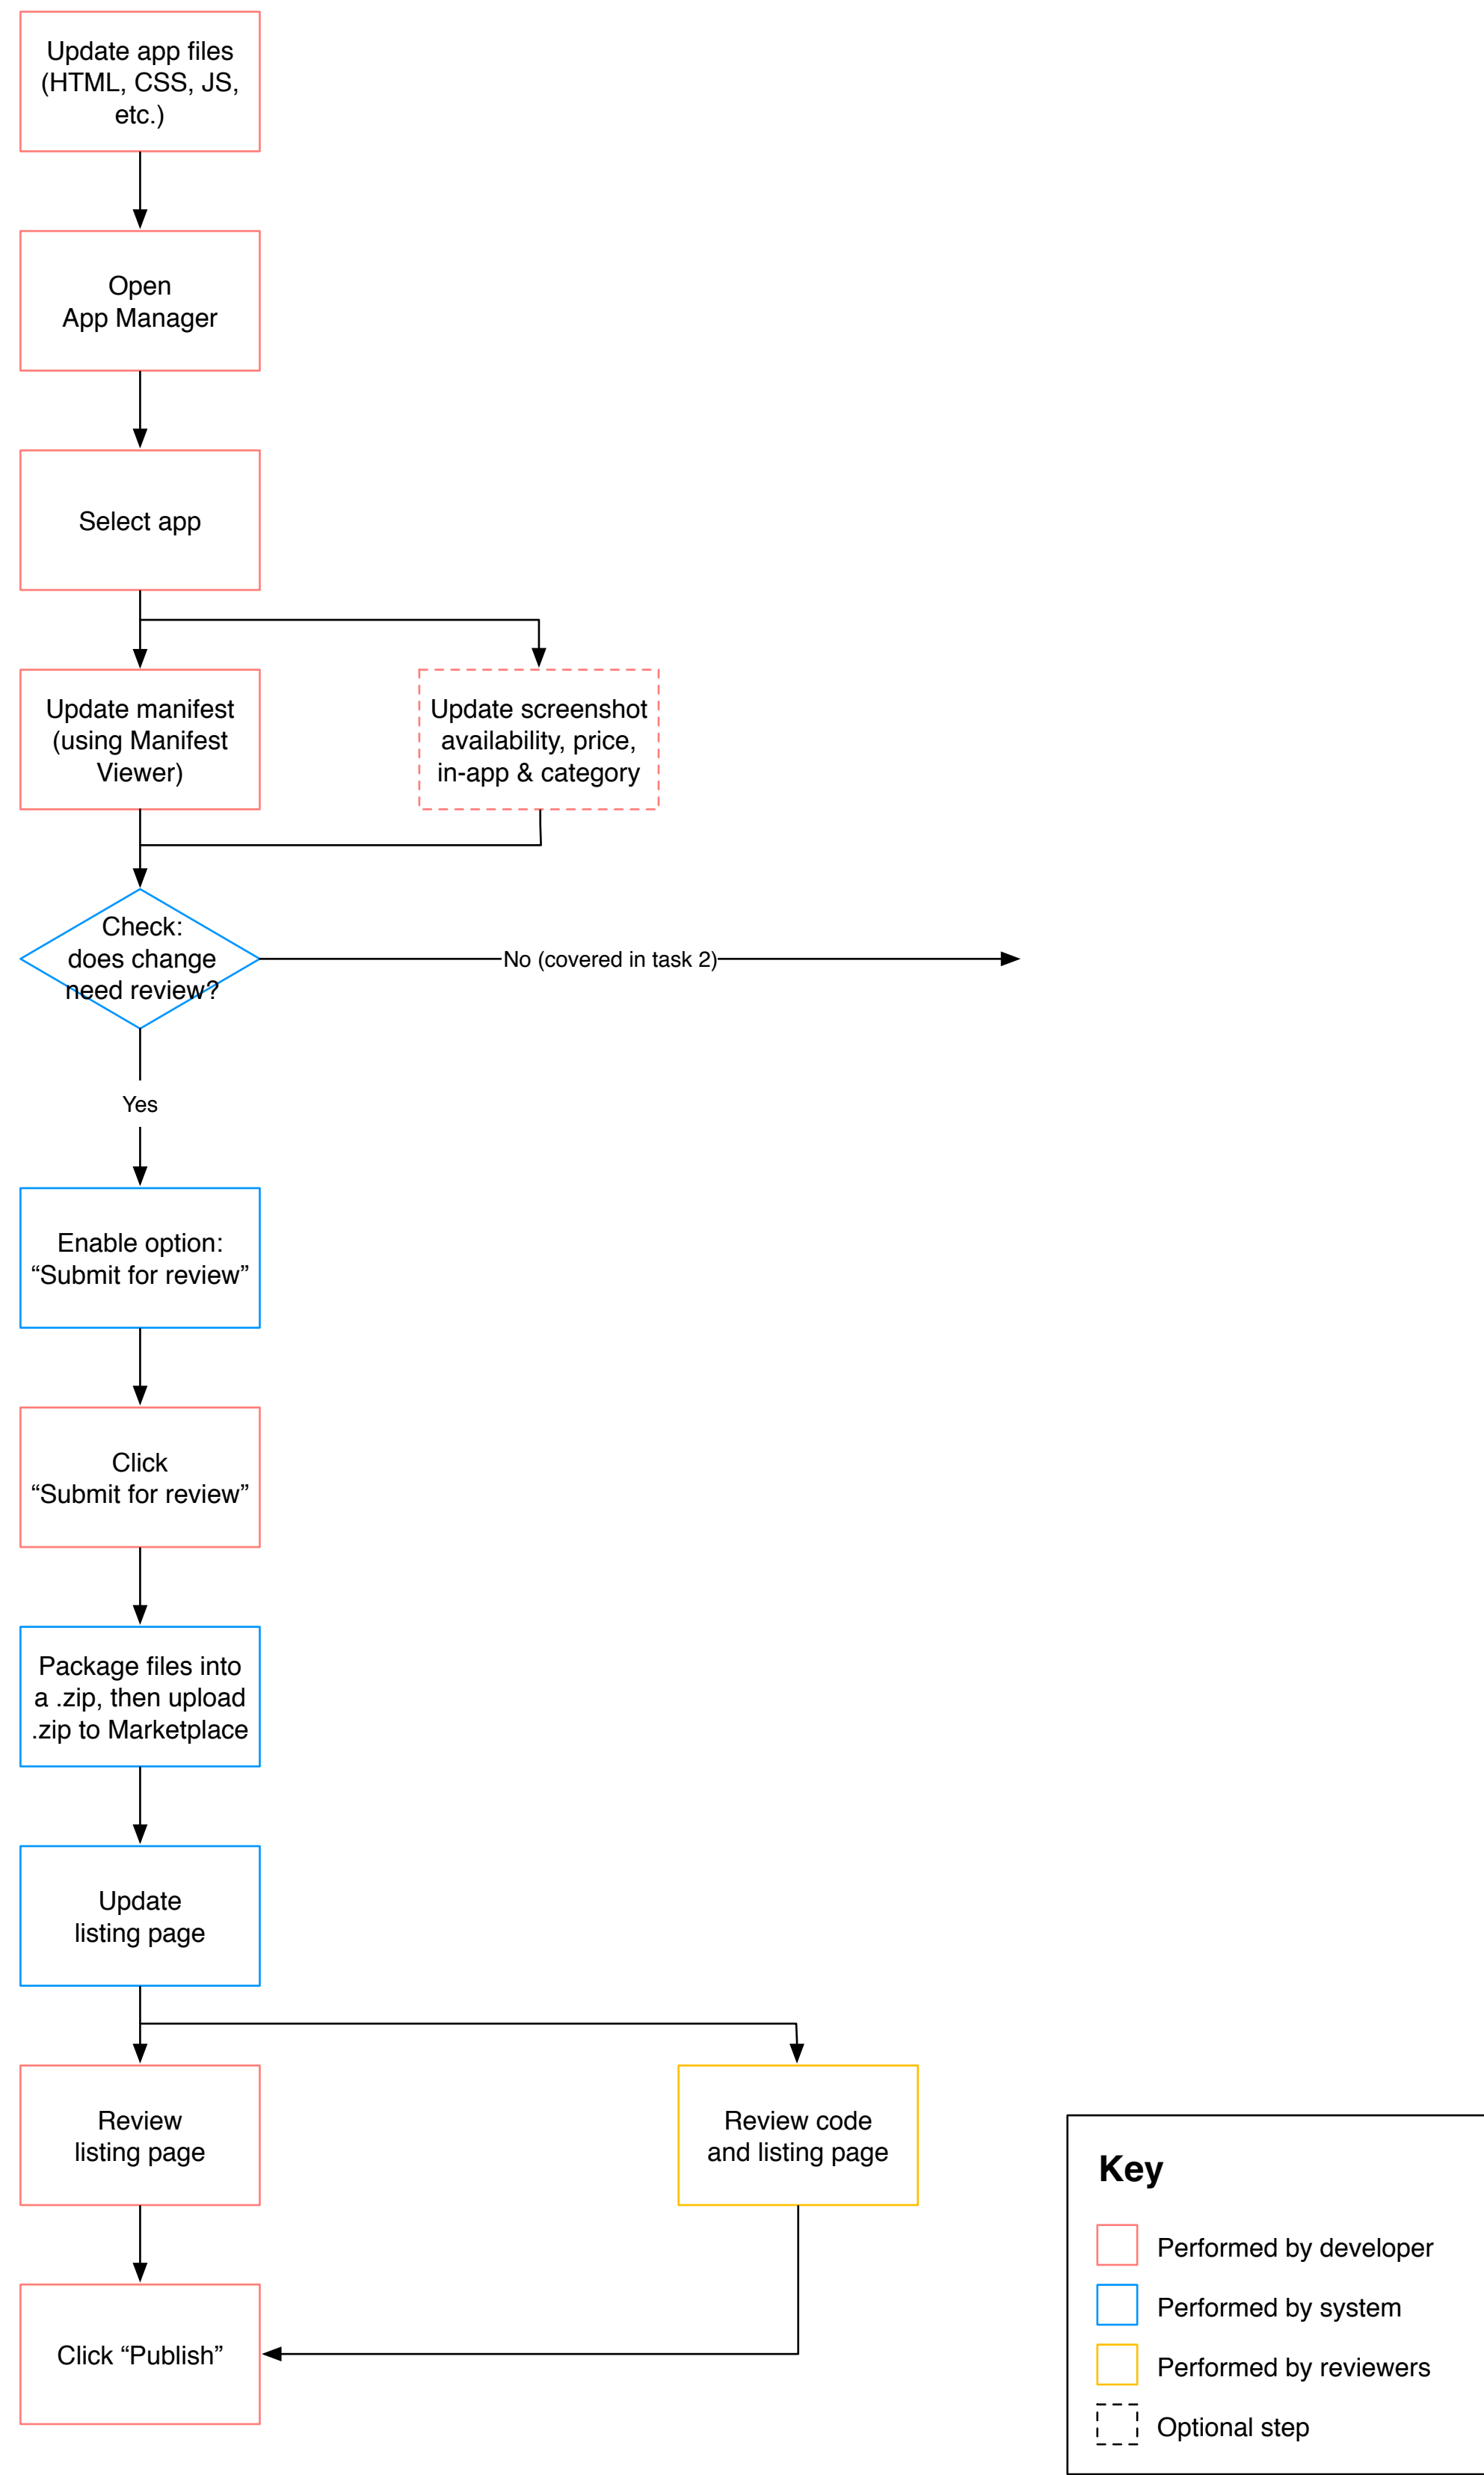 Update app files
(HTML, CSS, JS,
etc.)
Open
App Manager
Select app
Update manifest
(using Manifest
Viewer)
Update screenshot
availability, price,
in-app & category
Check:
does change
need review?
No (covered in task 2)
Yes
Enable option:
“Submit for review”
Click
“Submit for review”
Package files into
a .zip, then upload
.zip to Marketplace
Update
listing page
Review
listing page
Review code
and listing page
Click “Publish”
Key
Performed by developer
Performed by system
Performed by reviewers
Optional step